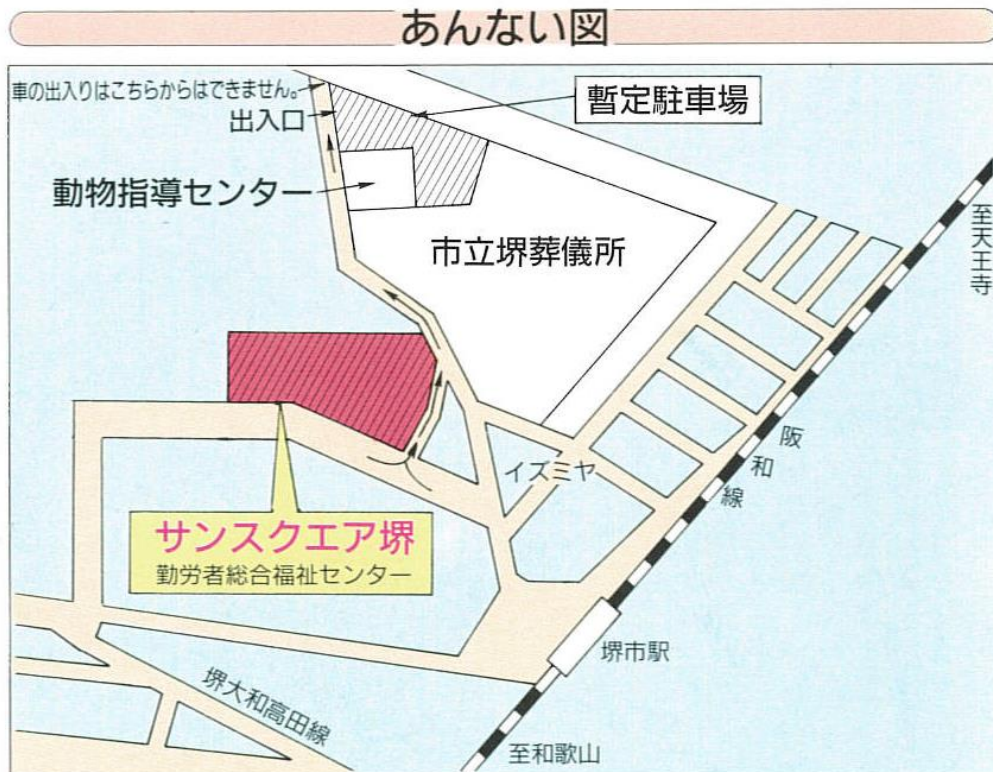 あんない図
車の出入りはこちらからはできません。
出入口
暫定駐車場
動物指導センター
市立堺葬儀所
至天王寺
イズミヤ
阪和線
サンスクエア堺
勤労者総合福祉センター
堺市駅
堺大和高田線
至和歌山